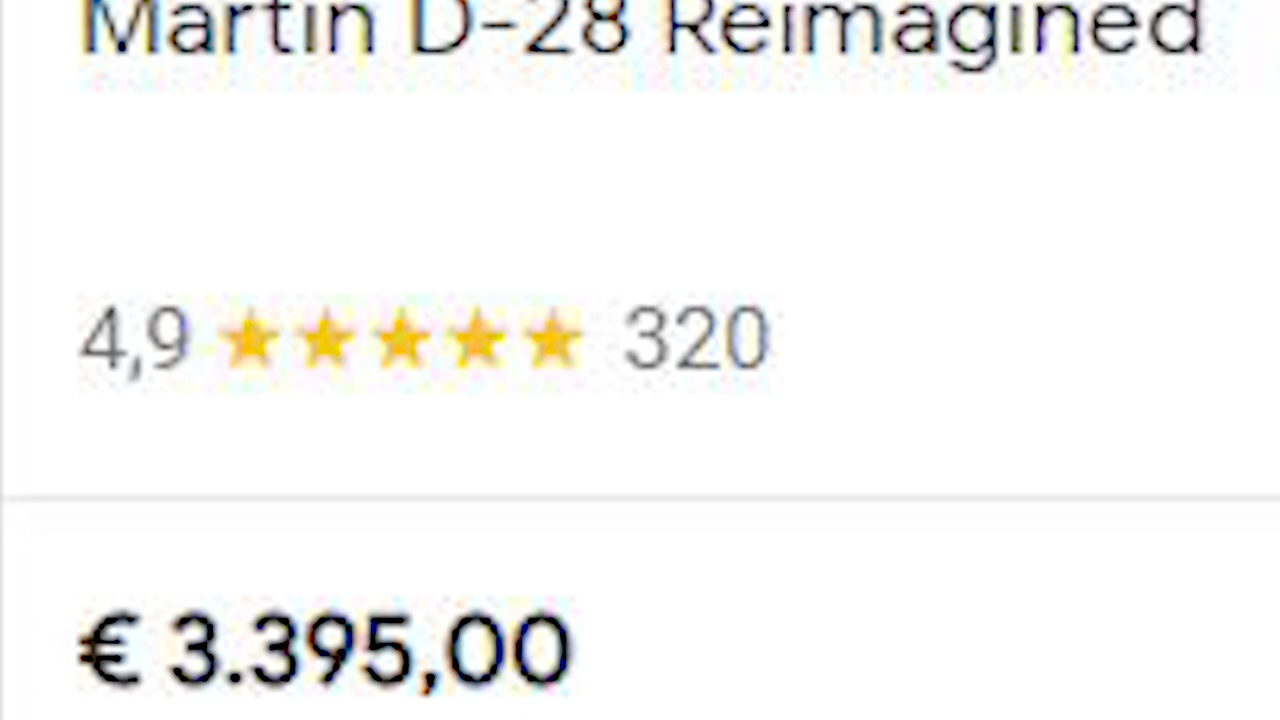 Martin D-28 Reimagined
4,9 ★★★★★ 320
€ 3.395,00